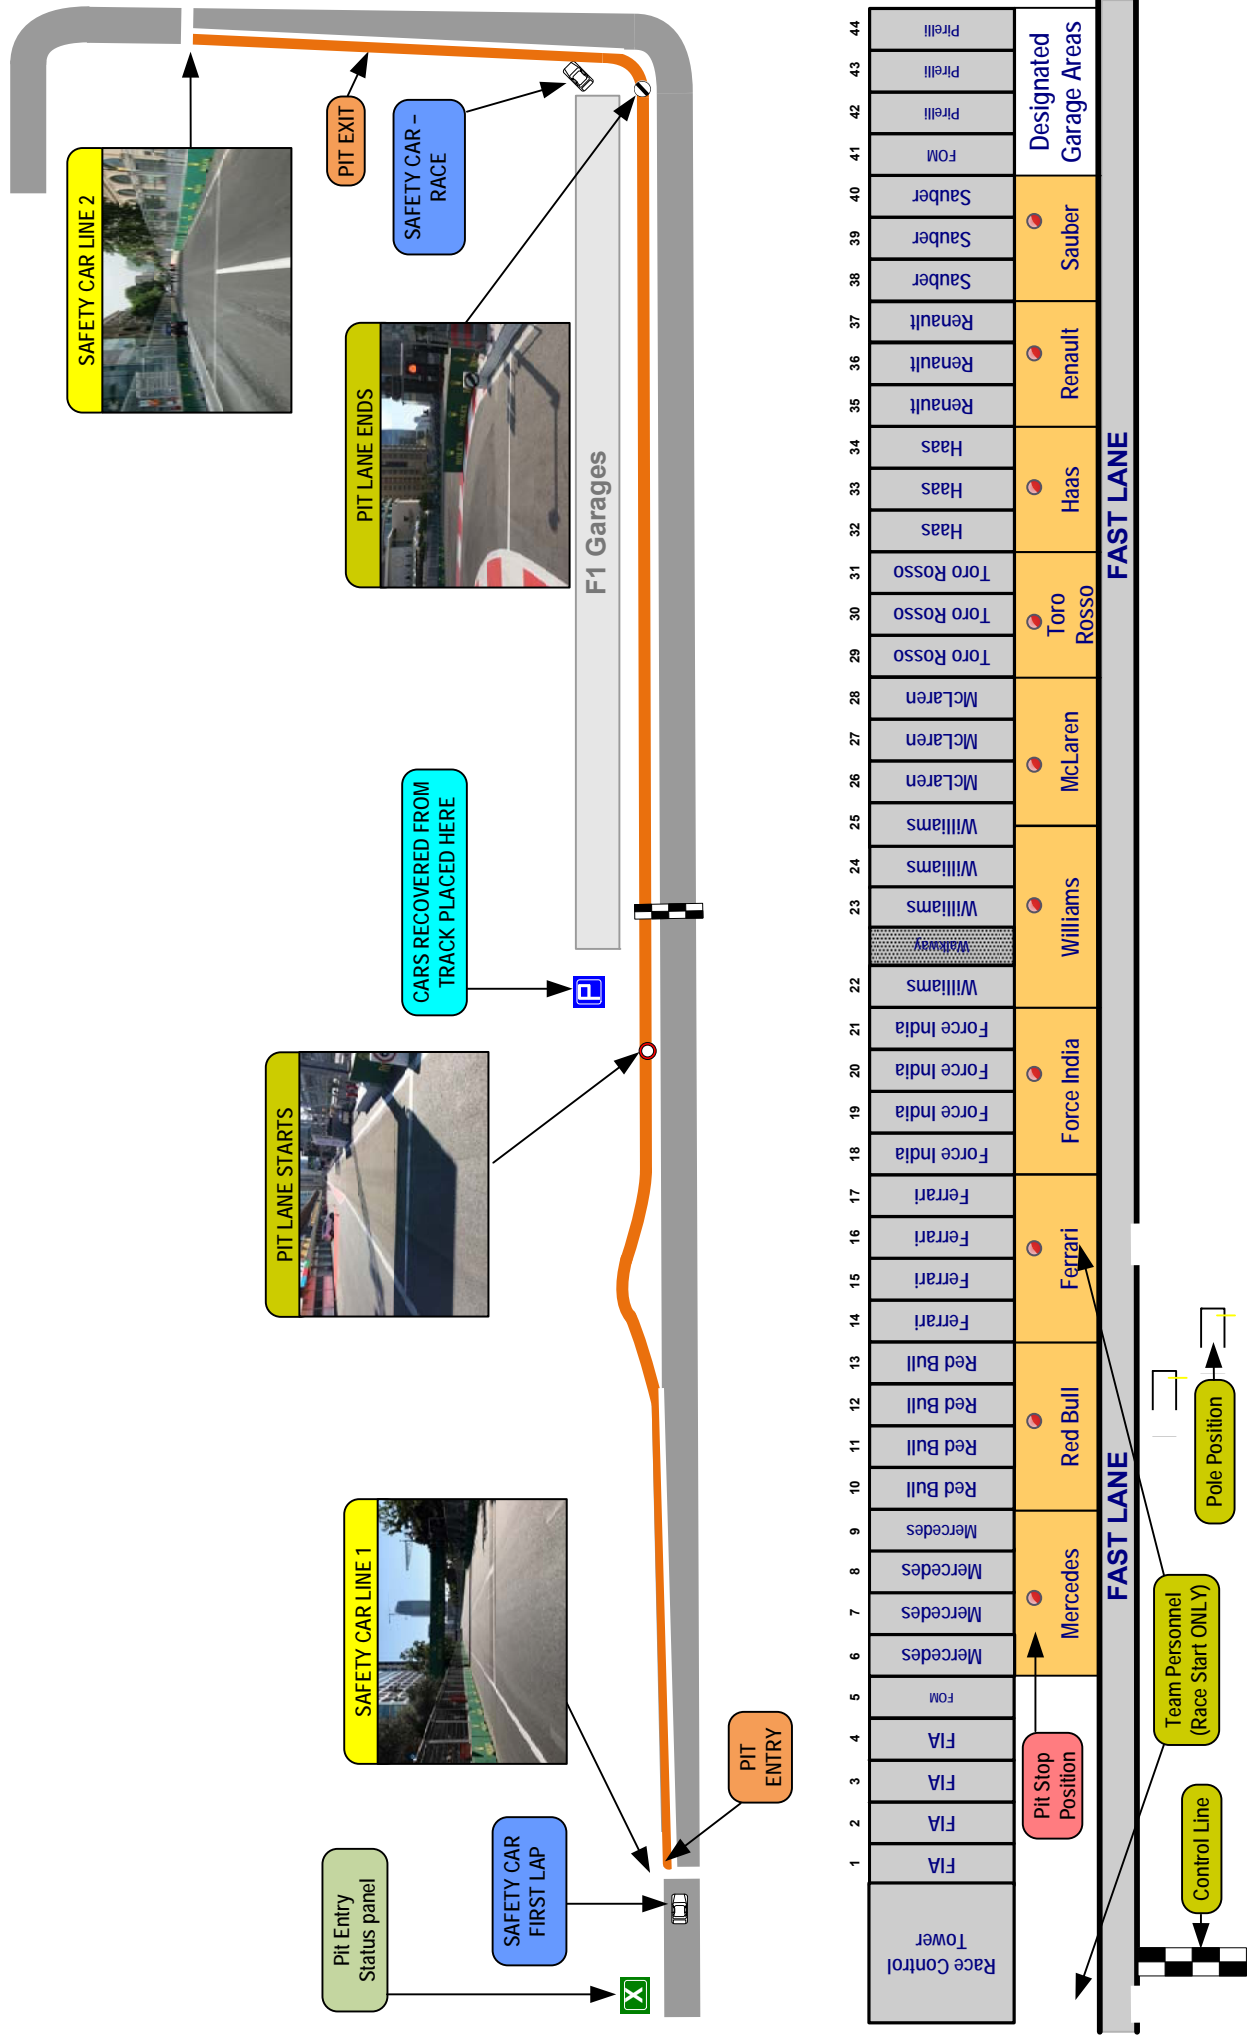 SAFETY CAR LINE 2
PIT EXIT
SAFETY CAR –
RACE
PIT LANE ENDS
F1 Garages
CARS RECOVERED FROM
TRACK PLACED HERE
P
PIT LANE STARTS
SAFETY CAR LINE 1
PIT
ENTRY
SAFETY CAR
FIRST LAP
Pit Entry
Status panel
X
Race Control
Tower
1
FIA
2
FIA
3
FIA
4
FIA
5
FOM
6
Mercedes
7
Mercedes
8
Mercedes
9
Mercedes
10
Red Bull
11
Red Bull
12
Red Bull
13
Red Bull
14
Ferrari
15
Ferrari
16
Ferrari
17
Ferrari
18
Force India
19
Force India
20
Force India
21
Force India
22
Williams
Walkway
23
Williams
24
Williams
25
Williams
26
McLaren
27
McLaren
28
McLaren
29
Toro Rosso
30
Toro Rosso
31
Toro Rosso
32
Haas
33
Haas
34
Haas
35
Renault
36
Renault
37
Renault
38
Sauber
39
Sauber
40
Sauber
41
FOM
42
Pirelli
43
Pirelli
44
Pirelli
Mercedes
Red Bull
Ferrari
Force India
Williams
McLaren
Toro
Rosso
Haas
Renault
Sauber
Designated
Garage Areas
FAST LANE
FAST LANE
Pit Stop
Position
Team Personnel
(Race Start ONLY)
Pole Position
Control Line